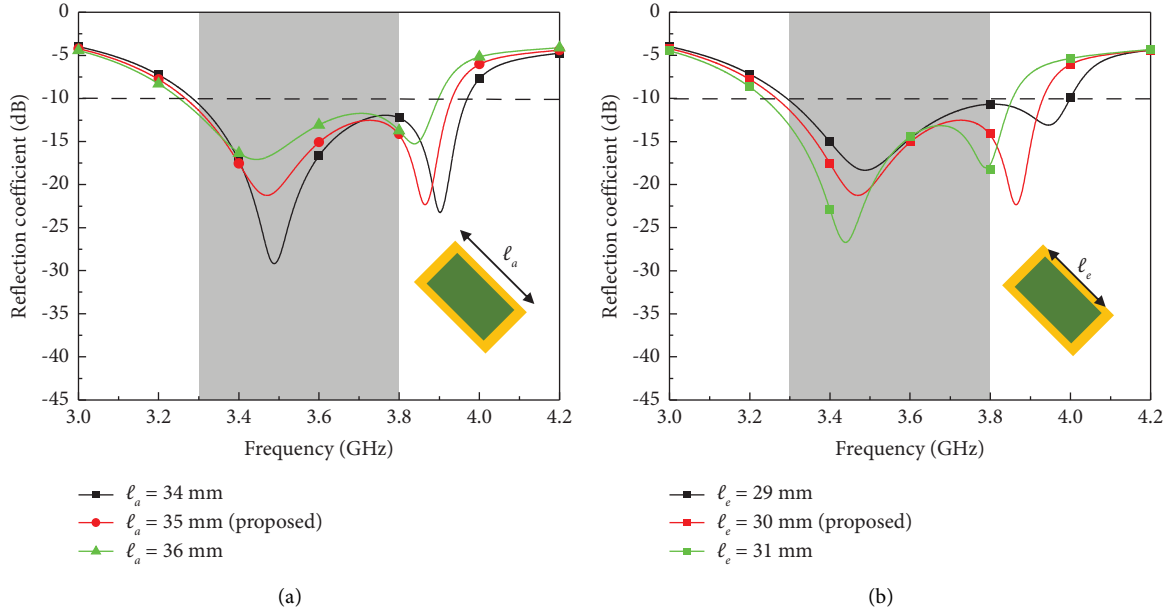 0
-5
-10
-15
-20
-25
-30
-35
-40
-45
Reflection coefficient (dB)
3.0 3.2 3.4 3.6 3.8 4.0 4.2
Frequency (GHz)
ℓa
ℓa = 34 mm
ℓa = 35 mm (proposed)
ℓa = 36 mm
(a)
0
-5
-10
-15
-20
-25
-30
-35
-40
-45
Reflection coefficient (dB)
3.0 3.2 3.4 3.6 3.8 4.0 4.2
Frequency (GHz)
ℓe
ℓe = 29 mm
ℓe = 30 mm (proposed)
ℓe = 31 mm
(b)